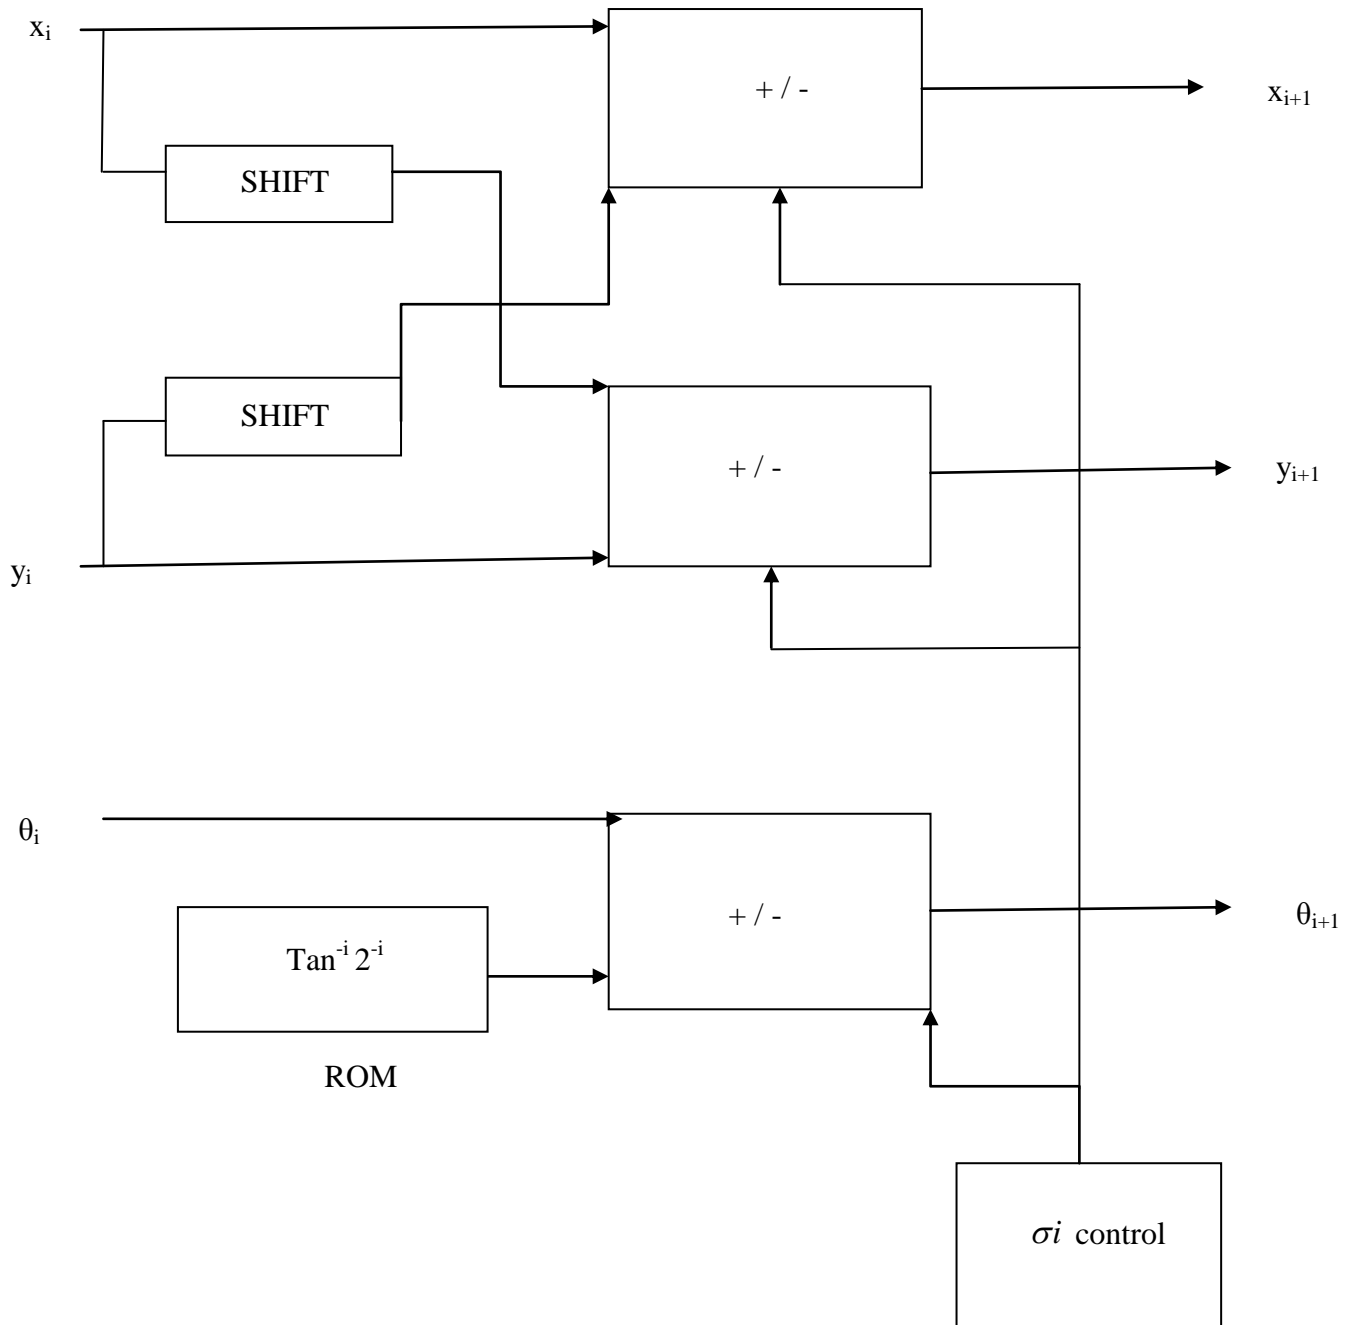 xᵢ
+ / -
xᵢ₊₁
SHIFT
SHIFT
+ / -
yᵢ₊₁
yᵢ
θᵢ
+ / -
θᵢ₊₁
Tan⁻ⁱ 2⁻ⁱ
ROM
σi control